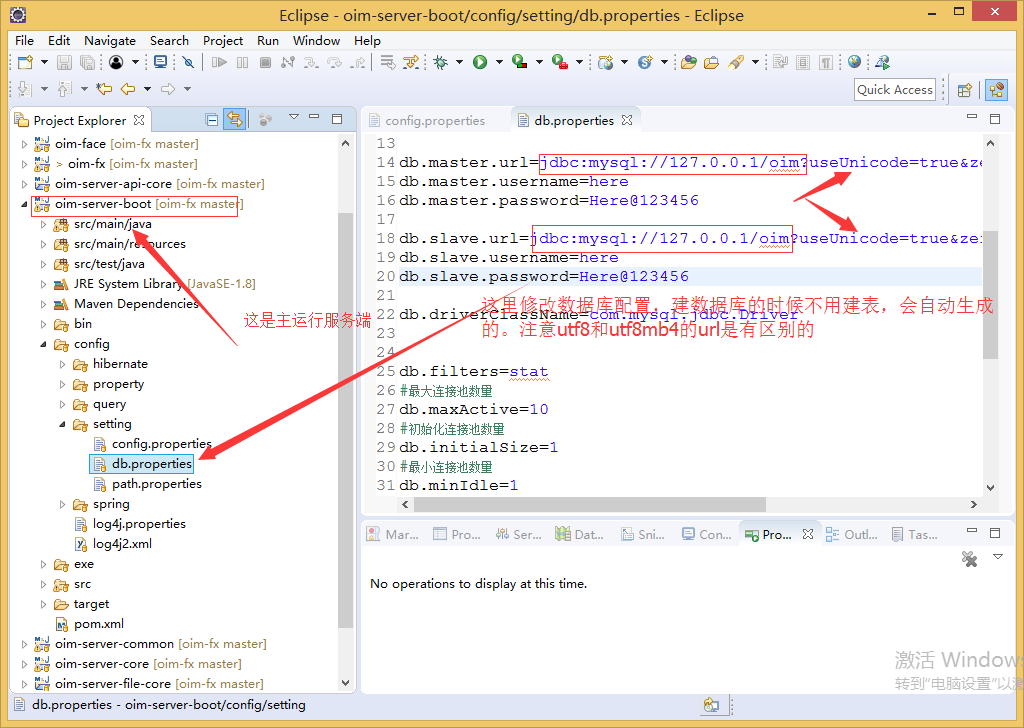 Eclipse - oim-server-boot/config/setting/db.properties - Eclipse
File Edit Navigate Search Project Run Window Help
Quick Access
Project Explorer
oim-face [oim-fx master]
> oim-fx [oim-fx master]
oim-server-api-core [oim-fx master]
oim-server-boot [oim-fx master]
src/main/java
src/main/resources
src/test/java
JRE System Library [JavaSE-1.8]
Maven Dependencies
bin
config
hibernate
property
query
setting
config.properties
db.properties
path.properties
spring
log4j.properties
log4j2.xml
exe
src
target
pom.xml
oim-server-common [oim-fx master]
oim-server-core [oim-fx master]
oim-server-file-core [oim-fx master]
这是主运行服务端
config.properties
db.properties
13
14 db.master.url=jdbc:mysql://127.0.0.1/oim?useUnicode=true&ze
15 db.master.username=here
16 db.master.password=Here@123456
17
18 db.slave.url=jdbc:mysql://127.0.0.1/oim?useUnicode=true&zei
19 db.slave.username=here
20 db.slave.password=Here@123456
21
22 db.driverClassName=com.mysql.jdbc.Driver
23
24
25 db.filters=stat
26 #最大连接池数量
27 db.maxActive=10
28 #初始化连接池数量
29 db.initialSize=1
30 #最小连接池数量
31 db.minIdle=1
这里修改数据库配置，建数据库的时候不用建表，会自动生成
的。注意utf8和utf8mb4的url是有区别的
Mar... Pro... Ser... Dat... Sni... Con... Pro... Outl... Tas...
No operations to display at this time.
激活 Windows
转到"电脑设置"以激
db.properties - oim-server-boot/config/setting